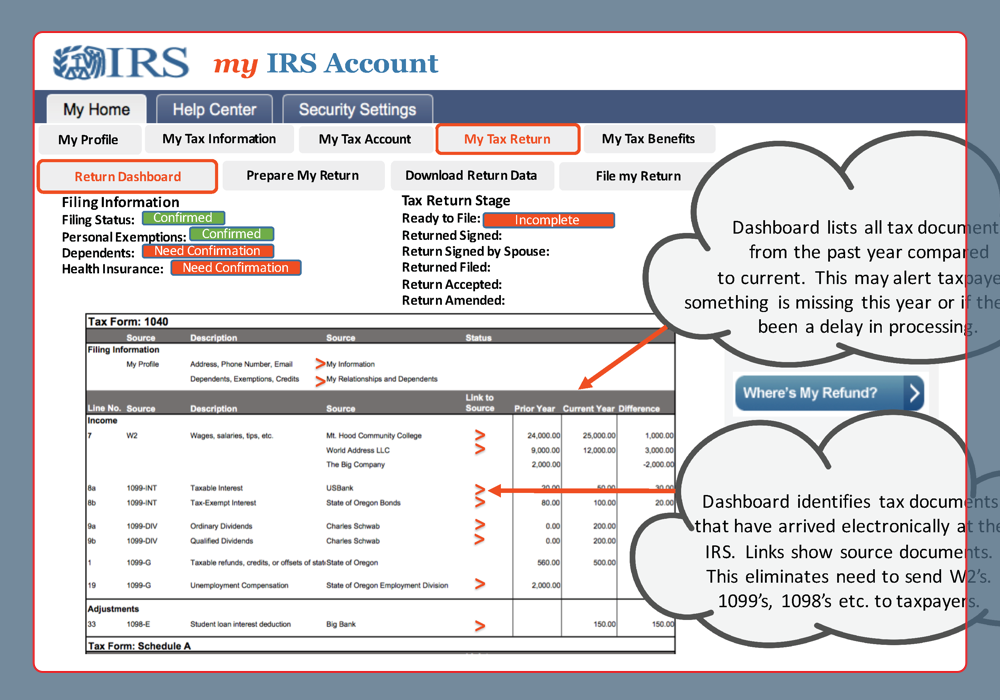 IRS my IRS Account
My Home Help Center Security Settings
My Profile My Tax Information My Tax Account My Tax Return My Tax Benefits
Return Dashboard Prepare My Return Download Return Data File my Return
Filing Information
Filing Status: Confirmed
Personal Exemptions: Confirmed
Dependents: Need Confirmation
Health Insurance: Need Confirmation
Tax Return Stage
Ready to File: Incomplete
Returned Signed:
Return Signed by Spouse:
Returned Filed:
Return Accepted:
Return Amended:
Dashboard lists all tax document
from the past year compared
to current. This may alert taxpaye
something is missing this year or if the
been a delay in processing.
Where's My Refund? >
Tax Form: 1040
Source Description Source Status
Filing Information
My Profile Address, Phone Number, Email > My Information
Dependents, Exemptions, Credits > My Relationships and Dependents
Line No. Source Description Source Link to Source Prior Year Current Year Difference
Income
7 W2 Wages, salaries, tips, etc. Mt. Hood Community College > 24,000.00 25,000.00 1,000.00
World Address LLC > 9,000.00 12,000.00 3,000.00
The Big Company 2,000.00 -2,000.00
8a 1099-INT Taxable Interest USBank > 20.00 50.00 30.00
8b 1099-INT Tax-Exempt Interest State of Oregon Bonds > 80.00 100.00 20.00
9a 1099-DIV Ordinary Dividends Charles Schwab > 0.00 200.00
9b 1099-DIV Qualified Dividends Charles Schwab > 0.00 200.00
1 1099-G Taxable refunds, credits, or offsets of stat State of Oregon 560.00 500.00
19 1099-G Unemployment Compensation State of Oregon Employment Division > 2,000.00
Adjustments
33 1098-E Student loan interest deduction Big Bank > 150.00 150.00
Tax Form: Schedule A
Dashboard identifies tax documents
that have arrived electronically at the
IRS. Links show source documents.
This eliminates need to send W2's.
1099's, 1098's etc. to taxpayers.